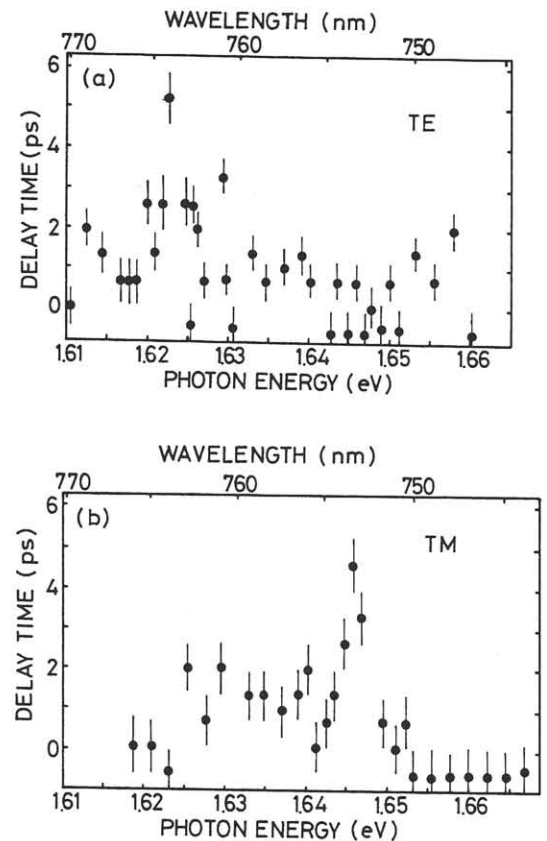 WAVELENGTH (nm)
770 760 750
(a)
TE
6
4
2
0
DELAY TIME (ps)
1.61 1.62 1.63 1.64 1.65 1.66
PHOTON ENERGY (eV)
WAVELENGTH (nm)
770 760 750
(b)
TM
6
4
2
0
DELAY TIME (ps)
1.61 1.62 1.63 1.64 1.65 1.66
PHOTON ENERGY (eV)